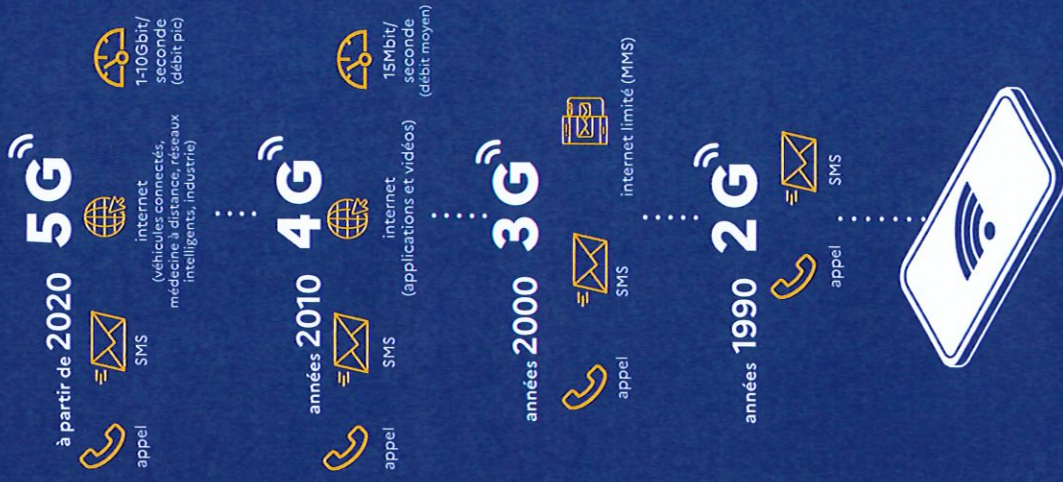 à partir de 2020 5G
appel
SMS
internet
(véhicules connectés,
médecine à distance, réseaux
intelligents, industrie)
1-10Gbit/
seconde
(débit pic)
années 2010 4G
appel
SMS
internet
(applications et vidéos)
15Mbit/
seconde
(débit moyen)
années 2000 3G
appel
SMS
internet limité (MMS)
années 1990 2G
appel
SMS